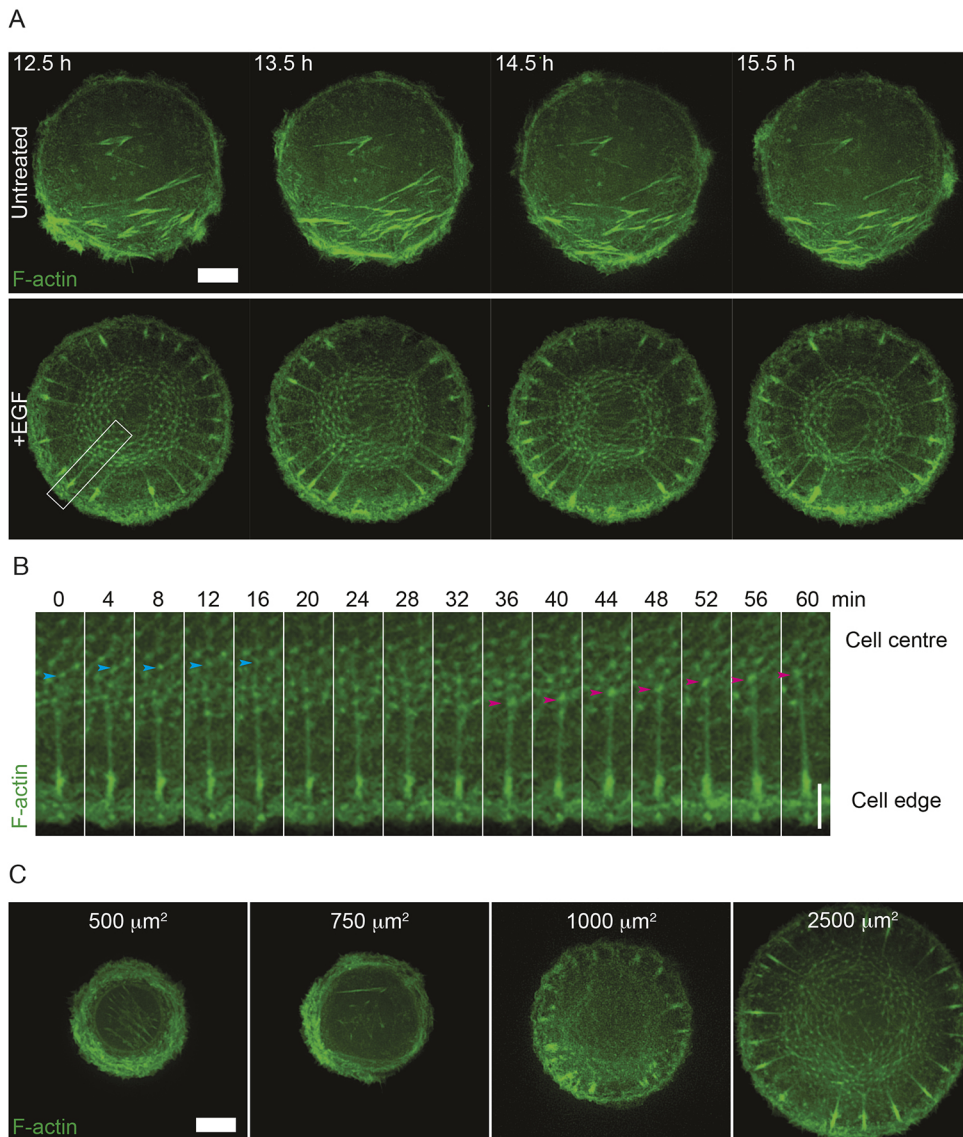 A
12.5 h 13.5 h 14.5 h 15.5 h
Untreated
F-actin
+EGF
B
0 4 8 12 16 20 24 28 32 36 40 44 48 52 56 60 min
Cell centre
F-actin
Cell edge
C
500 μm² 750 μm² 1000 μm² 2500 μm²
F-actin